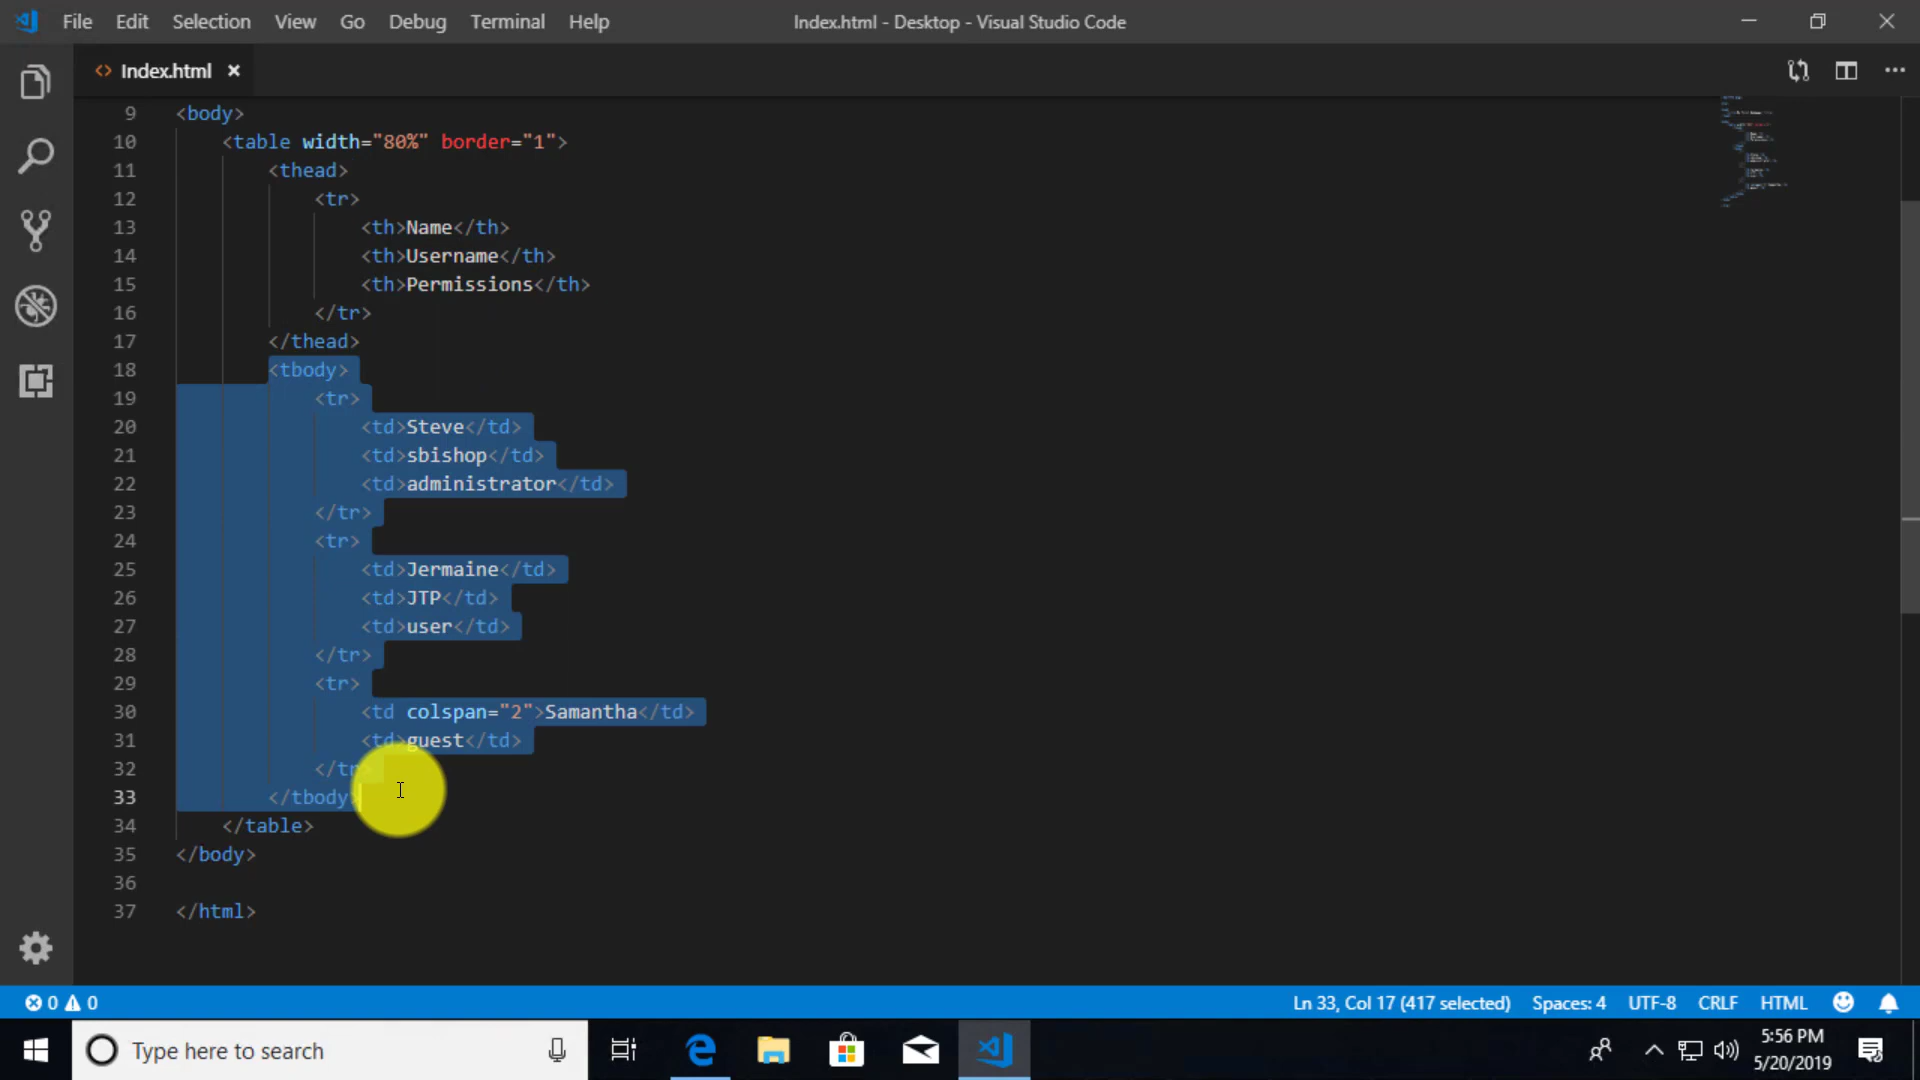 File Edit Selection View Go Debug Terminal Help Index.html - Desktop - Visual Studio Code
<> Index.html
9 <body>
10 <table width="80%" border="1">
11 <thead>
12 <tr>
13 <th>Name</th>
14 <th>Username</th>
15 <th>Permissions</th>
16 </tr>
17 </thead>
18 <tbody>
19 <tr>
20 <td>Steve</td>
21 <td>sbishop</td>
22 <td>administrator</td>
23 </tr>
24 <tr>
25 <td>Jermaine</td>
26 <td>JTP</td>
27 <td>user</td>
28 </tr>
29 <tr>
30 <td colspan="2">Samantha</td>
31 <td>guest</td>
32 </tr>
33 </tbody>
34 </table>
35 </body>
36
37 </html>
0 0 Ln 33, Col 17 (417 selected) Spaces: 4 UTF-8 CRLF HTML
Type here to search
5:56 PM
5/20/2019